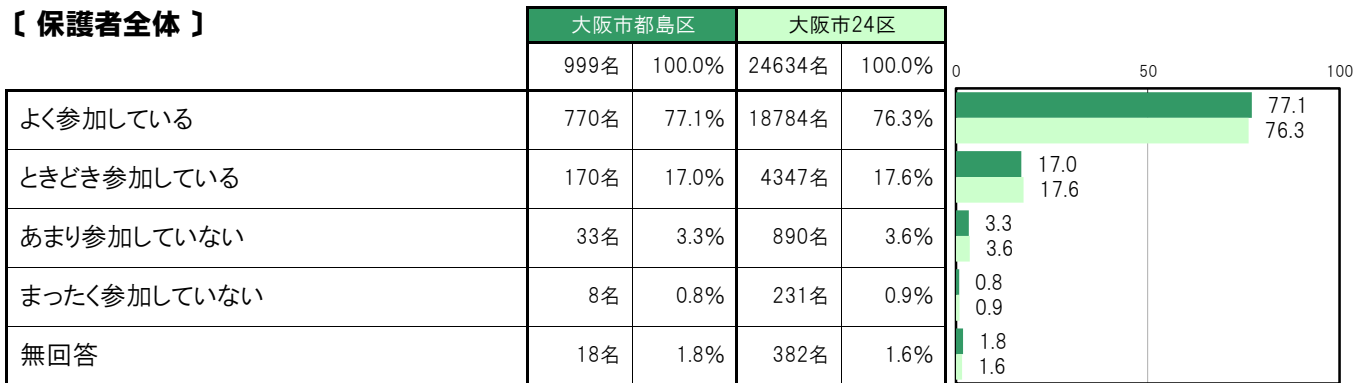 〔 保護者全体 〕
大阪市都島区 大阪市24区
999名 100.0% 24634名 100.0%
0 50 100
よく参加している 770名 77.1% 18784名 76.3%
77.1
76.3
ときどき参加している 170名 17.0% 4347名 17.6%
17.0
17.6
あまり参加していない 33名 3.3% 890名 3.6%
3.3
3.6
まったく参加していない 8名 0.8% 231名 0.9%
0.8
0.9
無回答 18名 1.8% 382名 1.6%
1.8
1.6